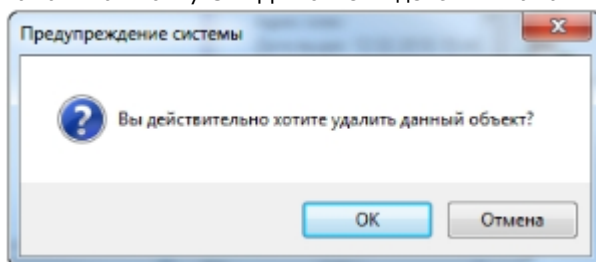 Предупреждение системы
Вы действительно хотите удалить данный объект?
OK
Отмена